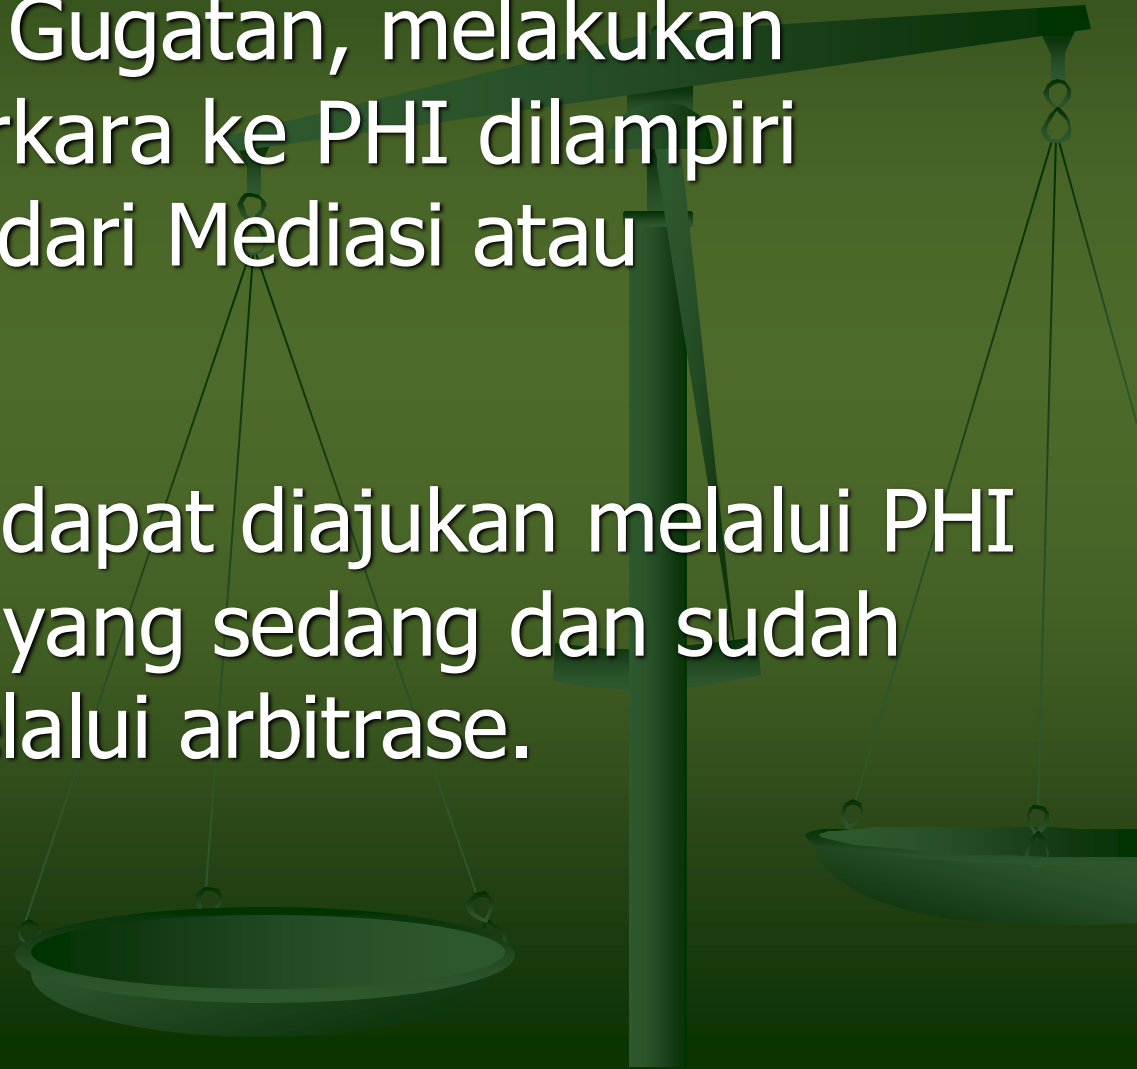 Gugatan, melakukan
rkara ke PHI dilampiri
dari Mediasi atau
dapat diajukan melalui PHI
yang sedang dan sudah
lalui arbitrase.